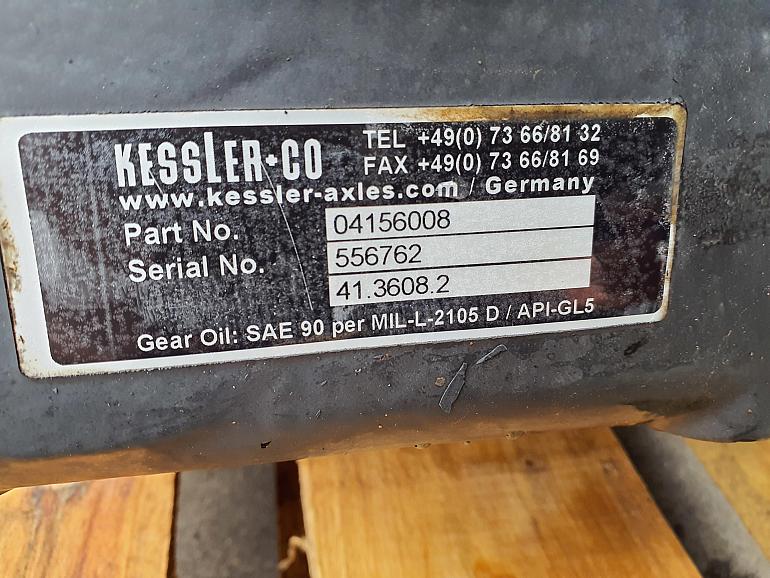 KESSLER+CO
TEL +49(0) 73 66/81 32
FAX +49(0) 73 66/81 69
www.kessler-axles.com / Germany
Part No. 04156008
Serial No. 556762
41.3608.2
Gear Oil: SAE 90 per MIL-L-2105 D / API-GL5